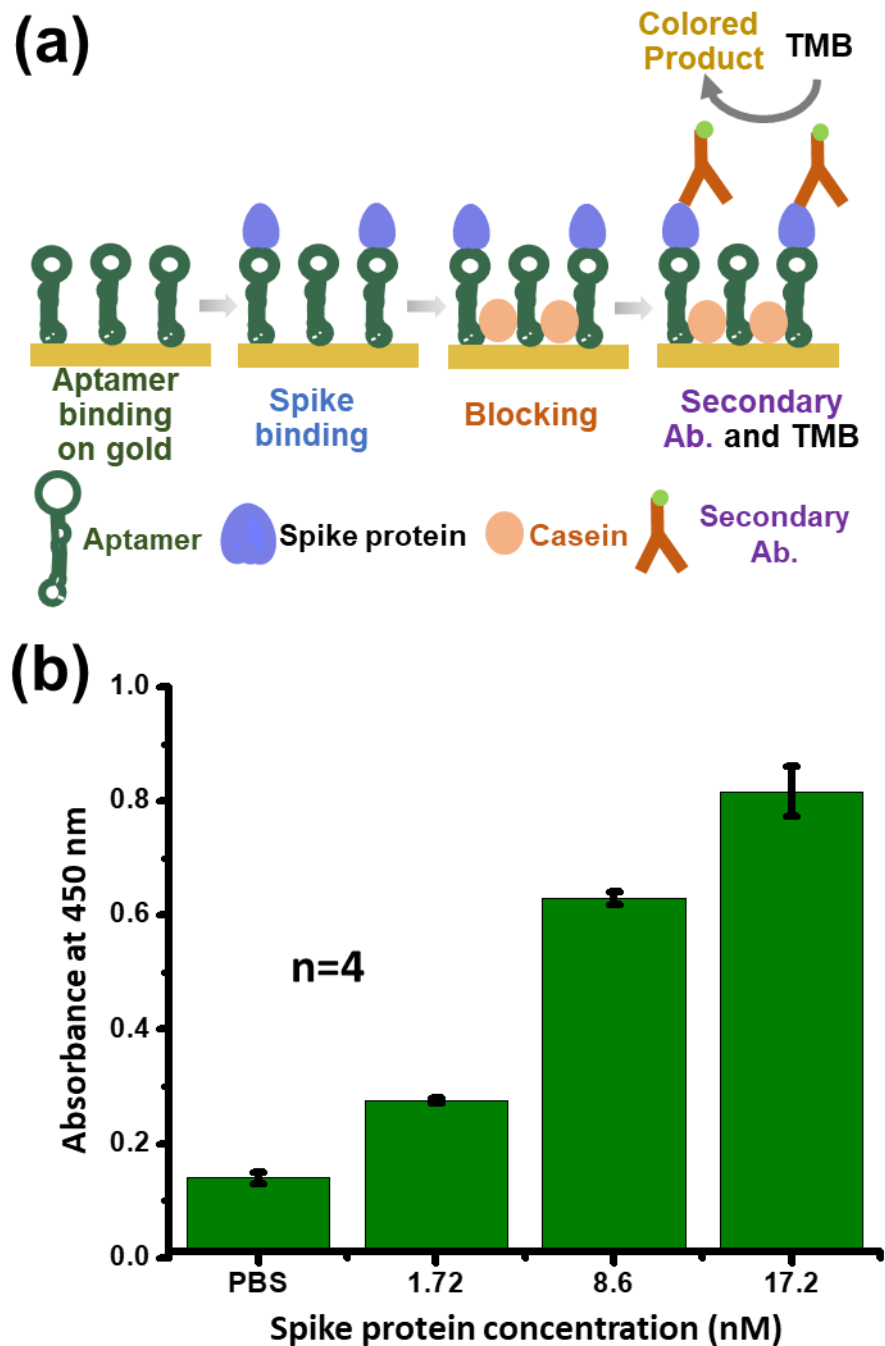 (a)
Colored
Product
TMB
Aptamer
binding
on gold
Spike
binding
Blocking
Secondary
Ab. and TMB
Aptamer
Spike protein
Casein
Secondary
Ab.
(b)
1.0
0.8
0.6
0.4
0.2
0.0
Absorbance at 450 nm
n=4
PBS
1.72
8.6
17.2
Spike protein concentration (nM)